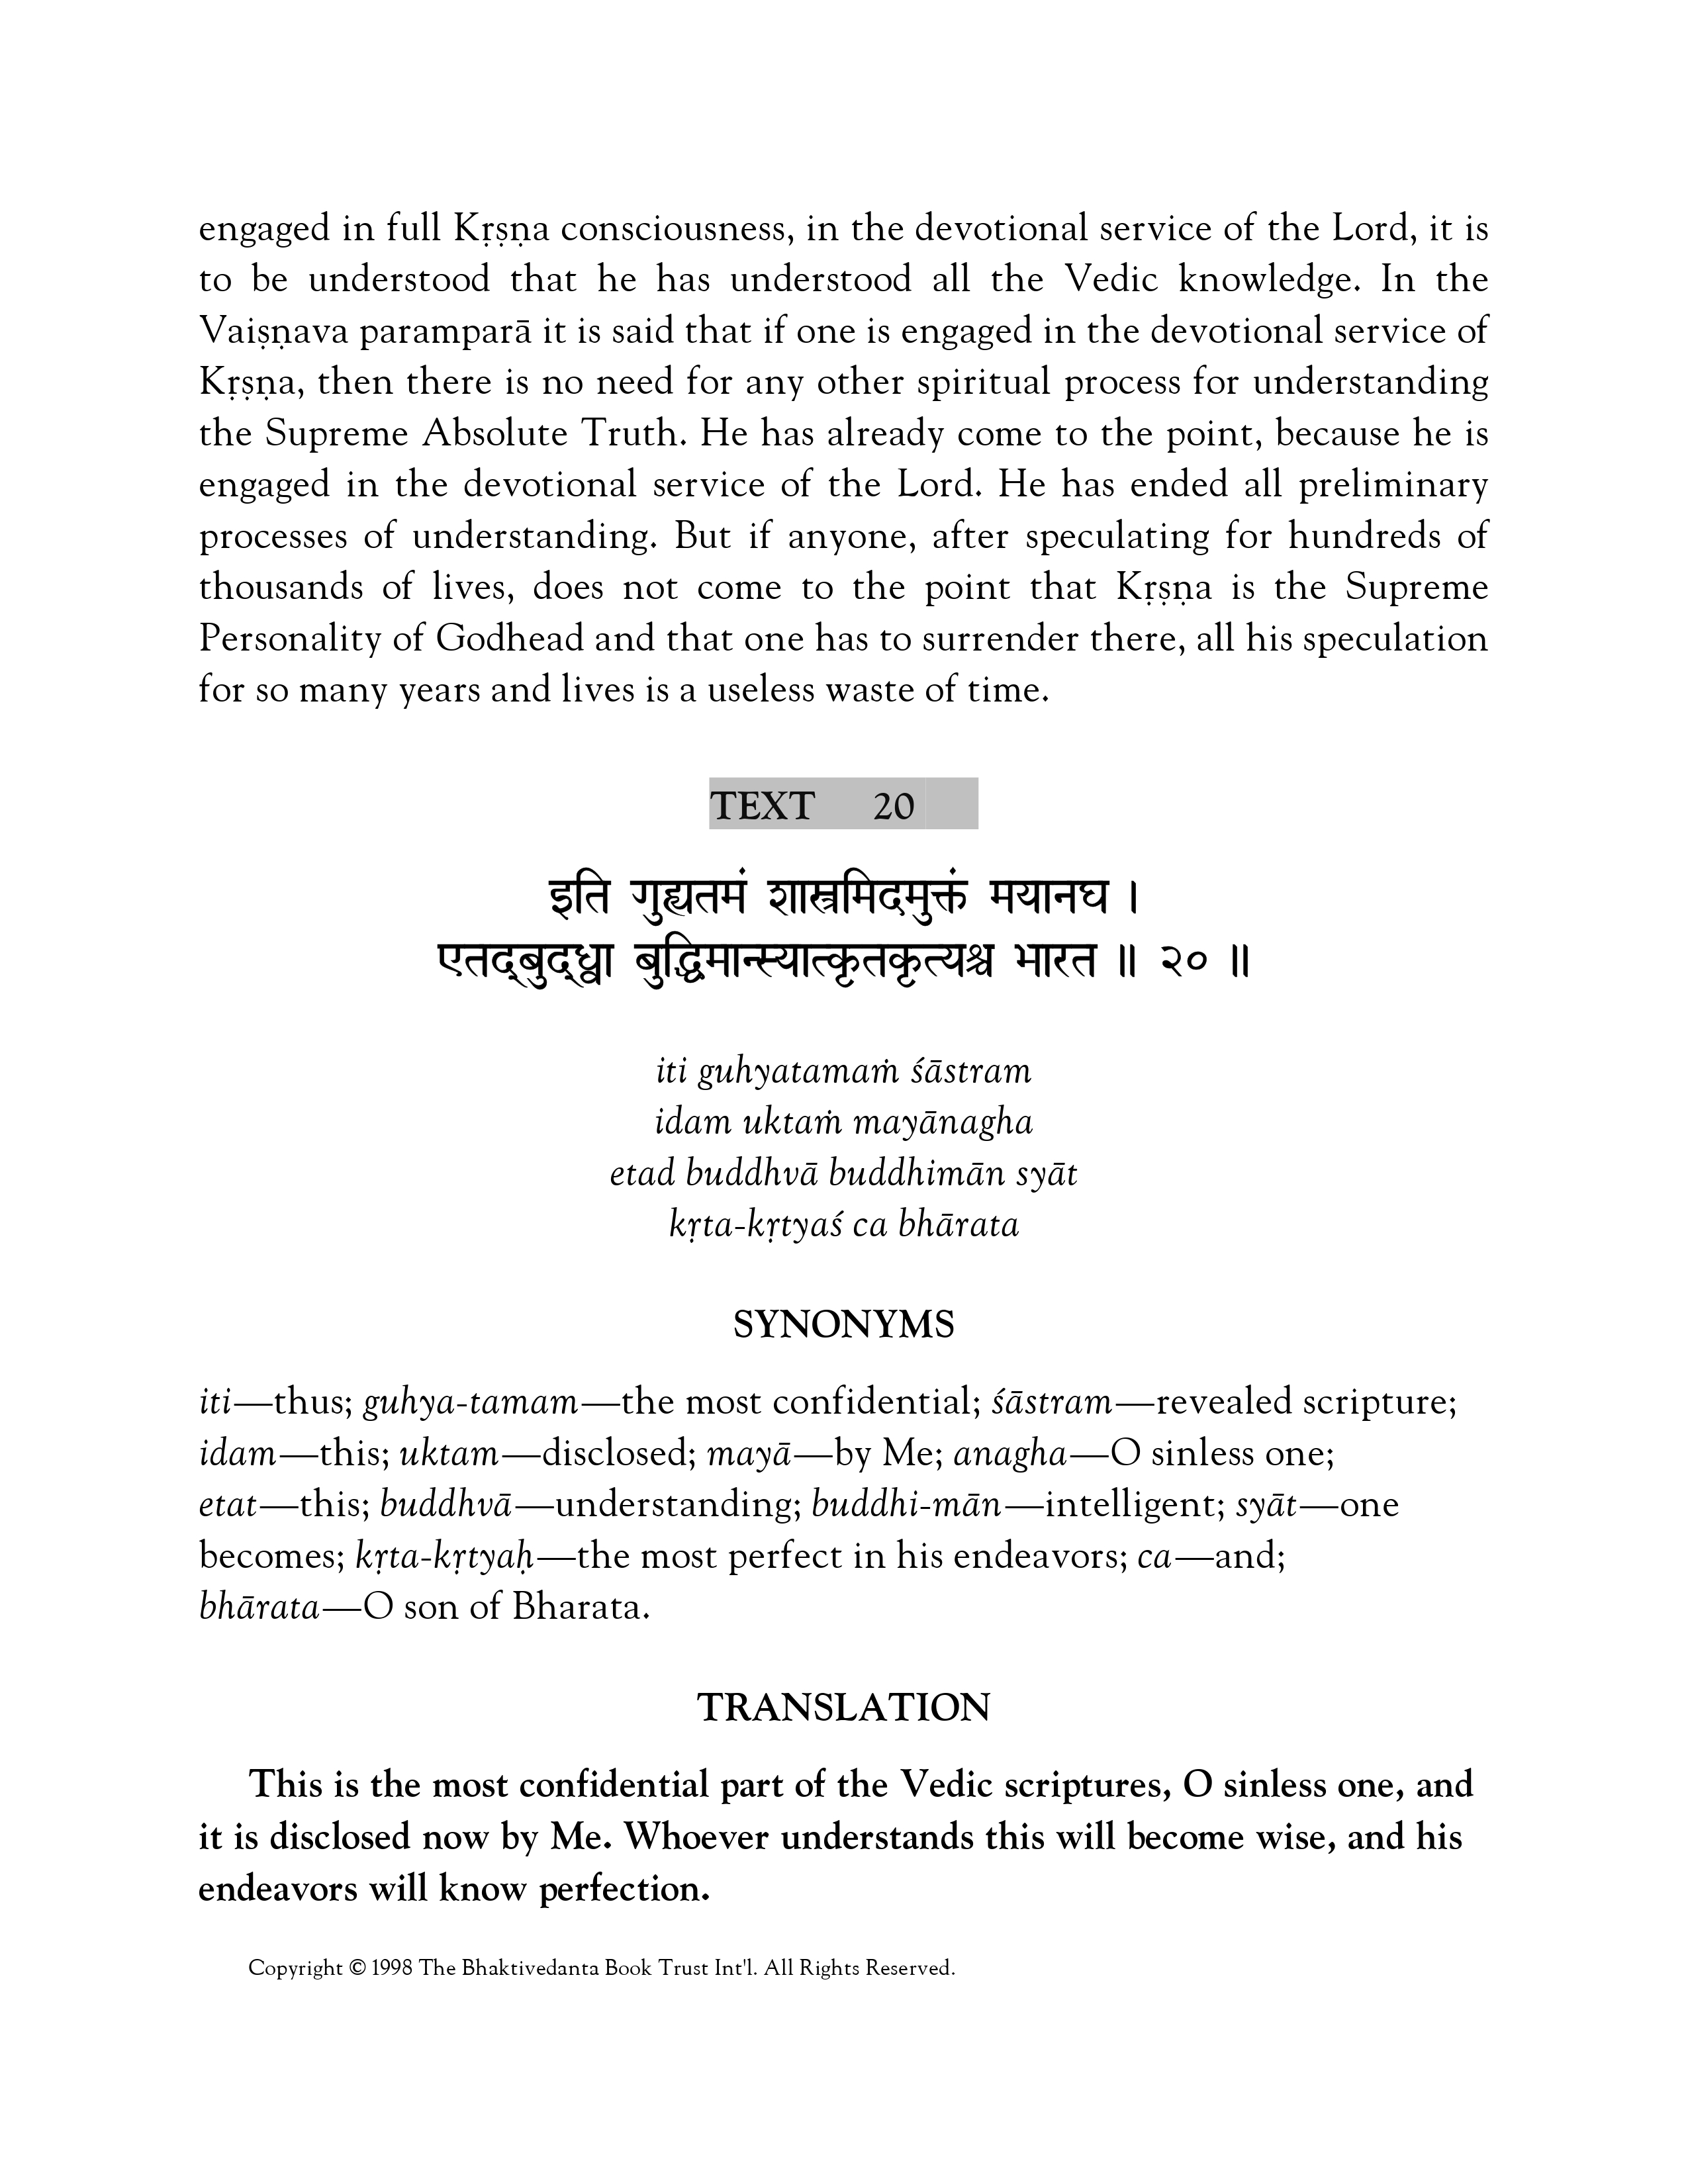 engaged in full Kṛṣṇa consciousness, in the devotional service of the Lord, it is
to be understood that he has understood all the Vedic knowledge. In the
Vaiṣṇava paramparā it is said that if one is engaged in the devotional service of
Kṛṣṇa, then there is no need for any other spiritual process for understanding
the Supreme Absolute Truth. He has already come to the point, because he is
engaged in the devotional service of the Lord. He has ended all preliminary
processes of understanding. But if anyone, after speculating for hundreds of
thousands of lives, does not come to the point that Kṛṣṇa is the Supreme
Personality of Godhead and that one has to surrender there, all his speculation
for so many years and lives is a useless waste of time.
TEXT 20
इति गुह्यतमं शास्त्रमिदमुक्तं मयानघ ।
एतद्‍बुद्‍ध्वा बुद्धिमान्स्यात्कृतकृत्यश्च भारत ॥ २० ॥
iti guhyatamaṁ śāstram
idam uktaṁ mayānagha
etad buddhvā buddhimān syāt
kṛta-kṛtyaś ca bhārata
SYNONYMS
iti—thus; guhya-tamam—the most confidential; śāstram—revealed scripture;
idam—this; uktam—disclosed; mayā—by Me; anagha—O sinless one;
etat—this; buddhvā—understanding; buddhi-mān—intelligent; syāt—one
becomes; kṛta-kṛtyaḥ—the most perfect in his endeavors; ca—and;
bhārata—O son of Bharata.
TRANSLATION
This is the most confidential part of the Vedic scriptures, O sinless one, and
it is disclosed now by Me. Whoever understands this will become wise, and his
endeavors will know perfection.
Copyright © 1998 The Bhaktivedanta Book Trust Int'l. All Rights Reserved.